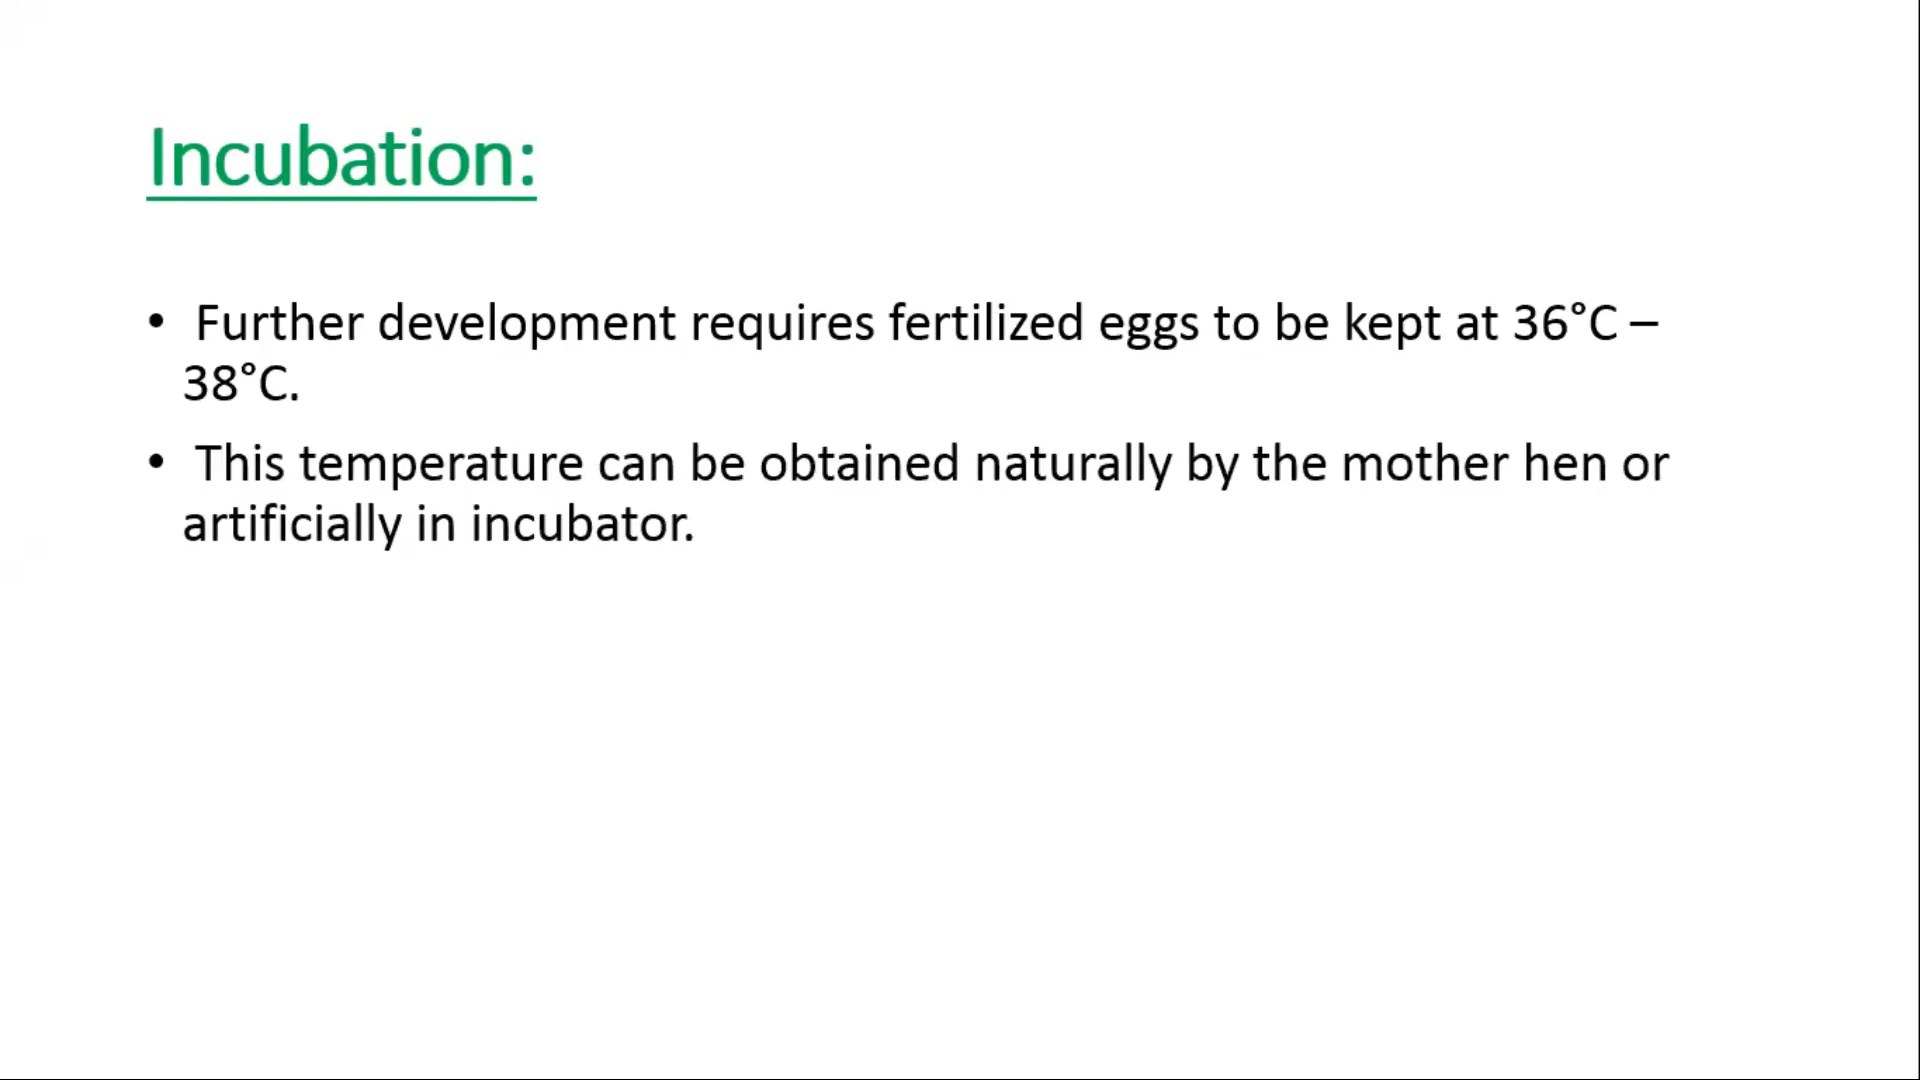 Incubation:
• Further development requires fertilized eggs to be kept at 36°C –
38°C.
• This temperature can be obtained naturally by the mother hen or
artificially in incubator.